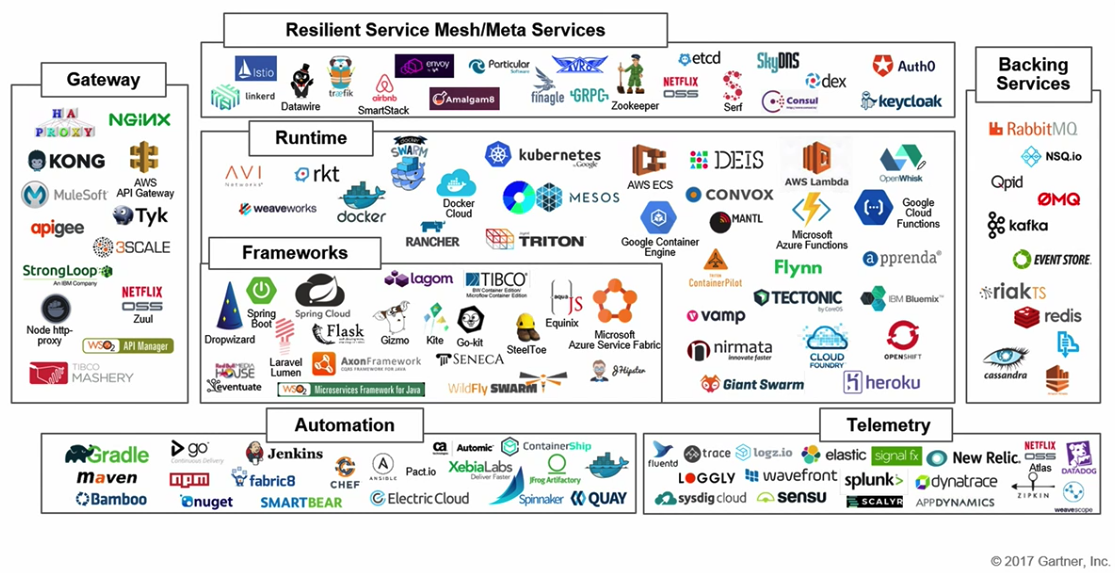 Resilient Service Mesh/Meta Services
Istio
linkerd
Datawire
træfik
airbnb
SmartStack
envoy
Amalgam8
Particular
Software
finagle
AVRO
GRPC
Zookeeper
etcd
NETFLIX
OSS
Serf
SkyDNS
Consul
dex
Auth0
keycloak
Gateway
HA
PROXY
NGINX
KONG
AWS
API Gateway
MuleSoft
Tyk
apigee
3SCALE
StrongLoop
An IBM Company
Node http-
proxy
NETFLIX
OSS
Zuul
WSO2 API Manager
TIBCO
MASHERY
Runtime
AVI
Networks
rkt
weaveworks
docker
docker
SWARM
Docker
Cloud
RANCHER
kubernetes
by Google
MESOS
TRITON
AWS ECS
Google Container
Engine
DEIS
CONVOX
MANTL
TRITON
ContainerPilot
AWS Lambda
Microsoft
Azure Functions
OpenWhisk
Google
Cloud
Functions
Flynn
apprenda
TECTONIC
by CoreOS
IBM Bluemix™
vamp
nirmata
innovate faster
CLOUD
FOUNDRY
OPENSHIFT
Giant Swarm
heroku
Frameworks
Dropwizard
Spring
Boot
Spring Cloud
lagom
TIBCO
BW Container Edition/
Microflow Container Edition
Flask
Gizmo
Kite
Go-kit
SteelToe
aqua
JS
Equinix
Microsoft
Azure Service Fabric
Laravel
Lumen
AxonFramework
CQRS FRAMEWORK FOR JAVA
SENECA
JHipster
eventuate
WSO2 Microservices Framework for Java
WildFly SWARM
Backing
Services
RabbitMQ
NSQ.io
Qpid
ØMQ
kafka
EVENT STORE
riak TS
redis
cassandra
Automation
Gradle
go
Continuous Delivery
Jenkins
ca
Automic
ContainerShip
maven
npm
fabric8
CHEF
ANSIBLE
Pact.io
XebiaLabs
Deliver Faster
JFrog Artifactory
docker
Bamboo
nuget
SMARTBEAR
Electric Cloud
Spinnaker
QUAY
Telemetry
fluentd
trace
logz.io
elastic
signal fx
New Relic
NETFLIX
OSS
Atlas
DATADOG
LOGGLY
wavefront
splunk>
dynatrace
ZIPKIN
sysdig cloud
sensu
SCALYR
APPDYNAMICS
weavescope
© 2017 Gartner, Inc.